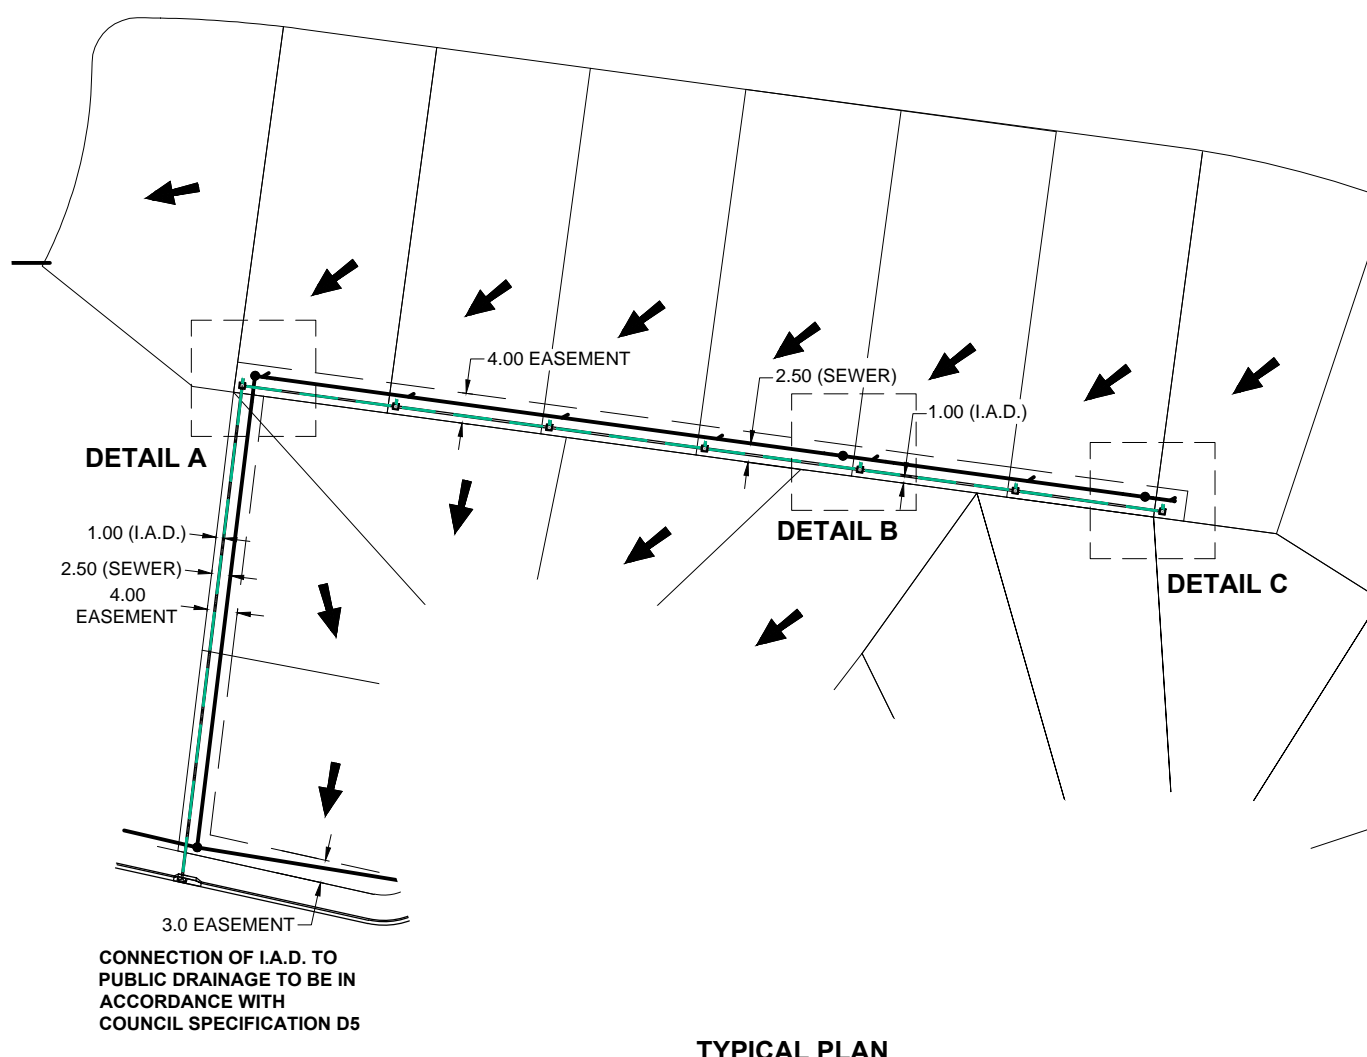 4.00 EASEMENT
2.50 (SEWER)
1.00 (I.A.D.)
DETAIL A
DETAIL B
DETAIL C
1.00 (I.A.D.)
2.50 (SEWER)
4.00
EASEMENT
3.0 EASEMENT
CONNECTION OF I.A.D. TO
PUBLIC DRAINAGE TO BE IN
ACCORDANCE WITH
COUNCIL SPECIFICATION D5
TYPICAL PLAN